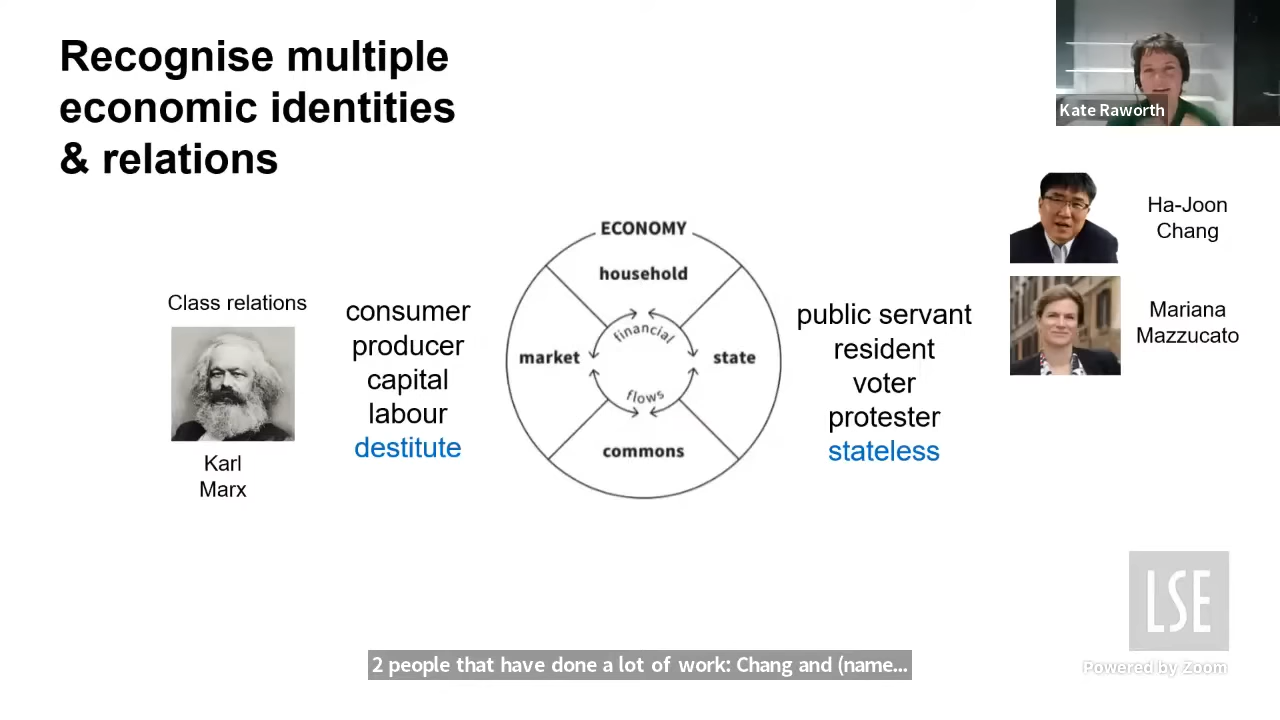 Recognise multiple
economic identities
& relations
Kate Raworth
Ha-Joon
Chang
Mariana
Mazzucato
Class relations
Karl
Marx
consumer
producer
capital
labour
destitute
ECONOMY
household
financial
market
state
flows
commons
public servant
resident
voter
protester
stateless
LSE
Powered by Zoom
2 people that have done a lot of work: Chang and (name...